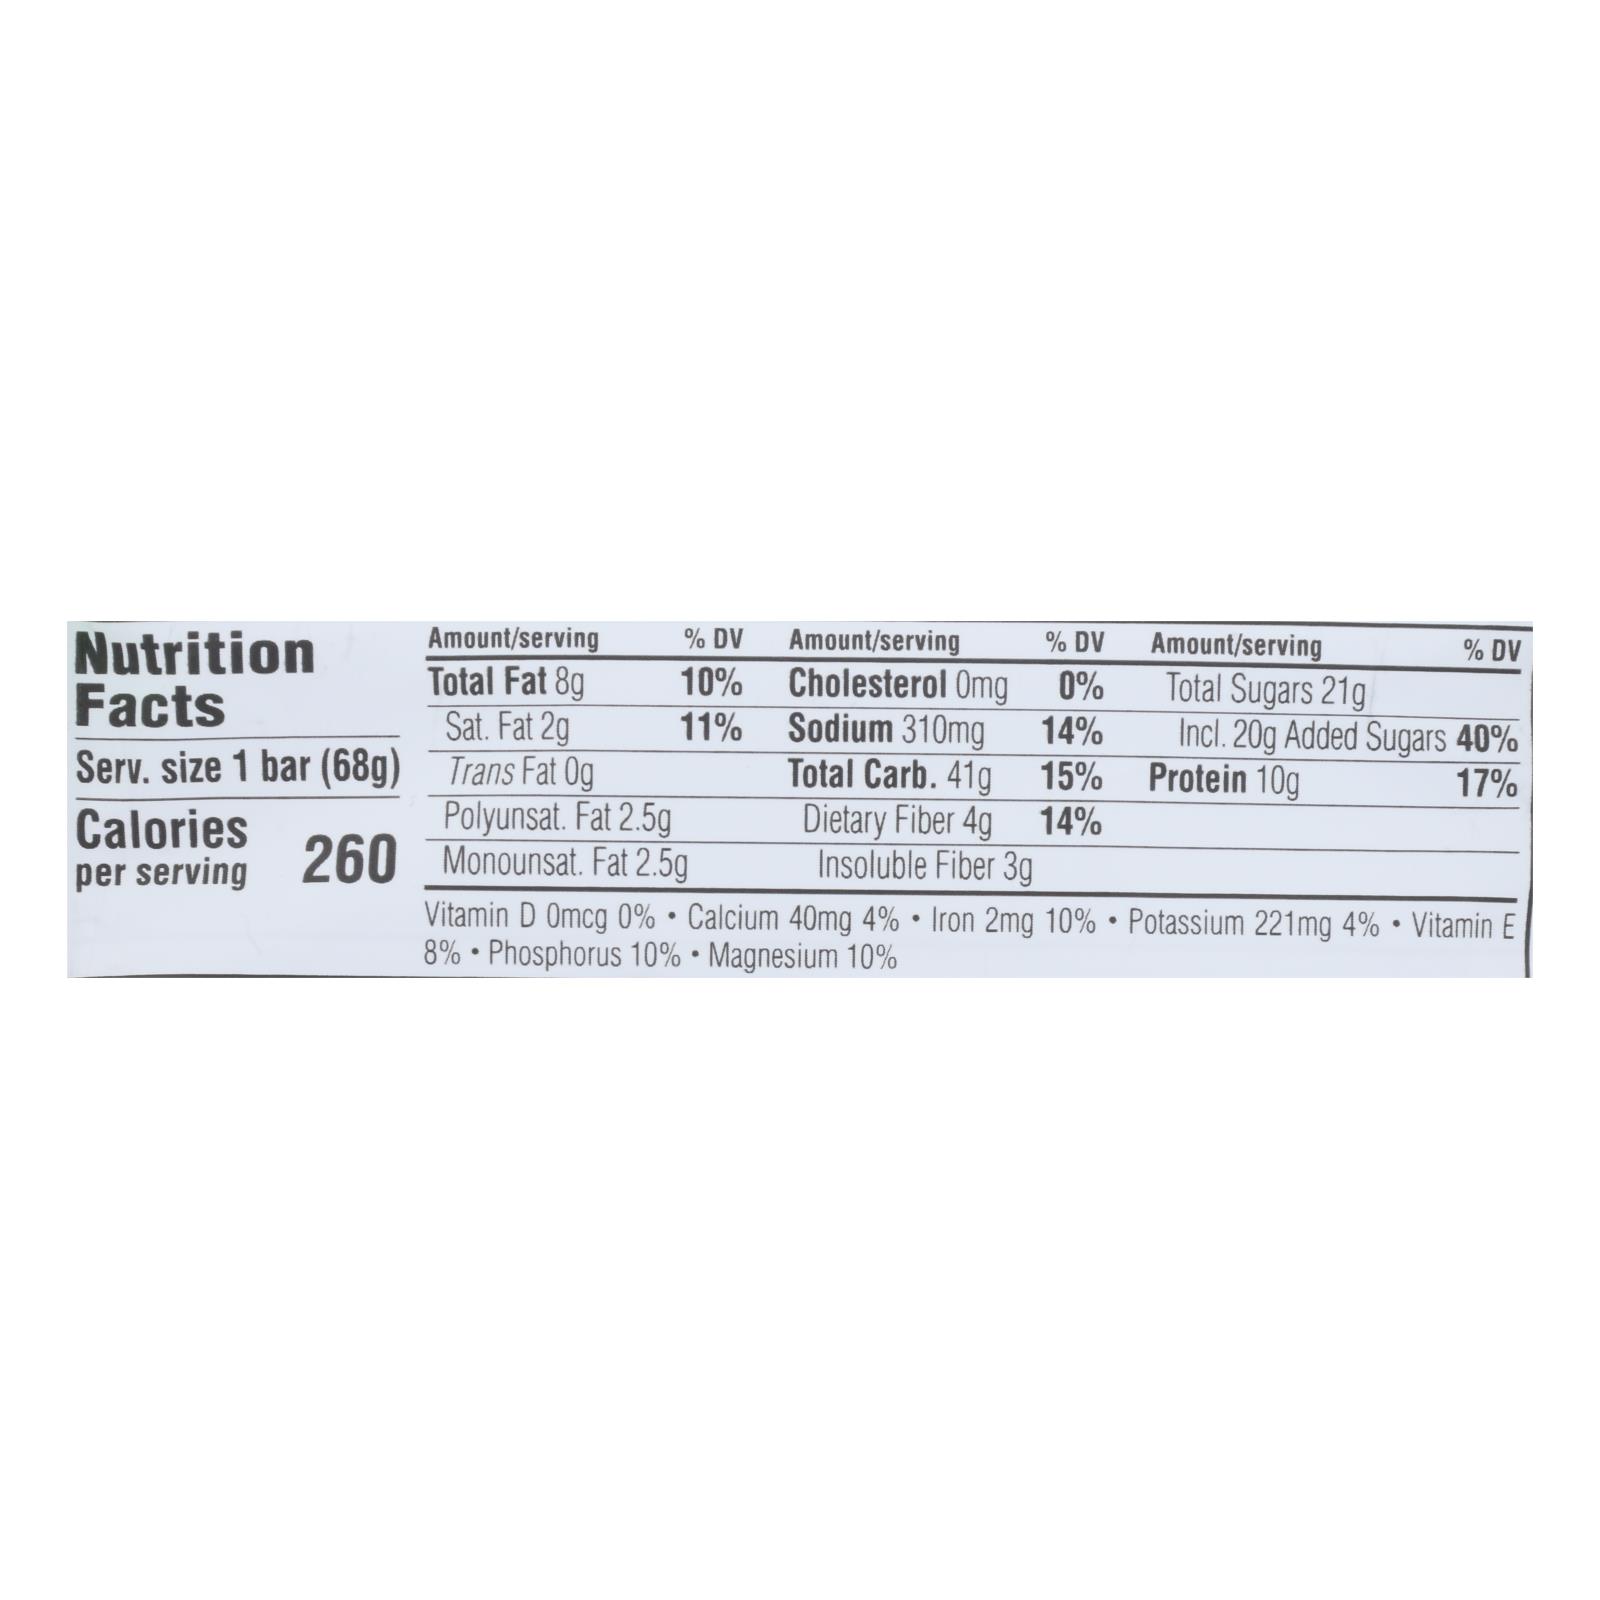 Nutrition
Facts
Serv. size 1 bar (68g)
Calories
per serving 260
Amount/serving % DV
Total Fat 8g 10%
Sat. Fat 2g 11%
Trans Fat 0g
Polyunsat. Fat 2.5g
Monounsat. Fat 2.5g
Amount/serving % DV
Cholesterol 0mg 0%
Sodium 310mg 14%
Total Carb. 41g 15%
Dietary Fiber 4g 14%
Insoluble Fiber 3g
Amount/serving % DV
Total Sugars 21g
Incl. 20g Added Sugars 40%
Protein 10g 17%
Vitamin D 0mcg 0% • Calcium 40mg 4% • Iron 2mg 10% • Potassium 221mg 4% • Vitamin E
8% • Phosphorus 10% • Magnesium 10%